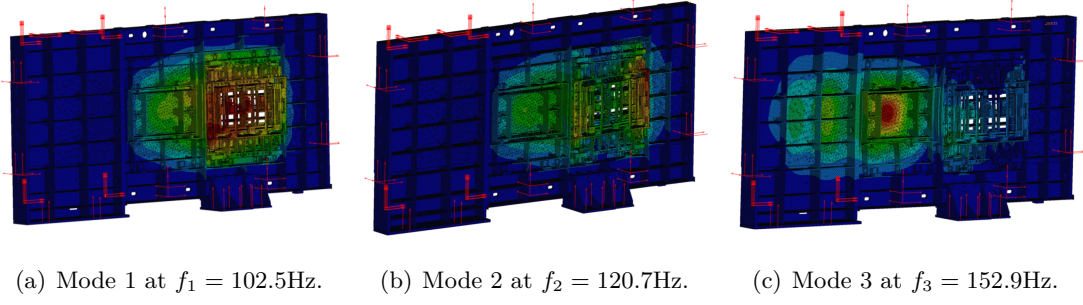 (a) Mode 1 at f₁ = 102.5Hz.
(b) Mode 2 at f₂ = 120.7Hz.
(c) Mode 3 at f₃ = 152.9Hz.